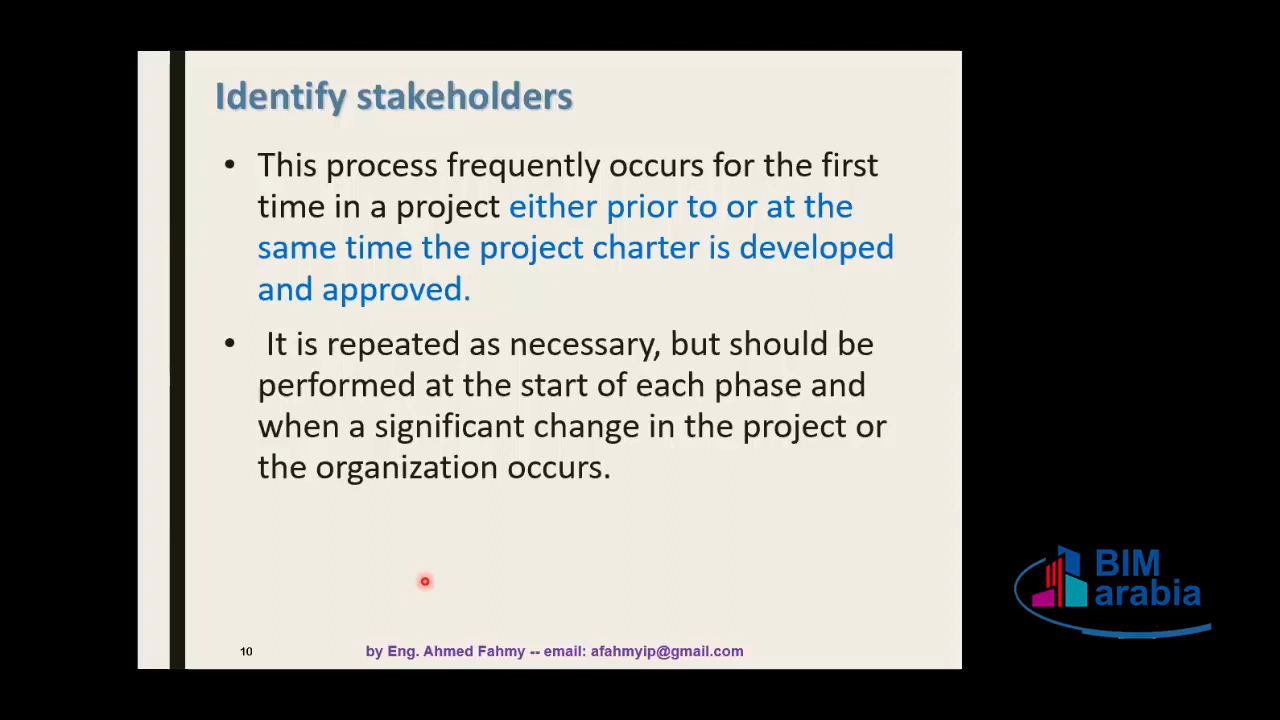 Identify stakeholders
• This process frequently occurs for the first
time in a project either prior to or at the
same time the project charter is developed
and approved.
• It is repeated as necessary, but should be
performed at the start of each phase and
when a significant change in the project or
the organization occurs.
10
by Eng. Ahmed Fahmy -- email: afahmyip@gmail.com
BIM
arabia